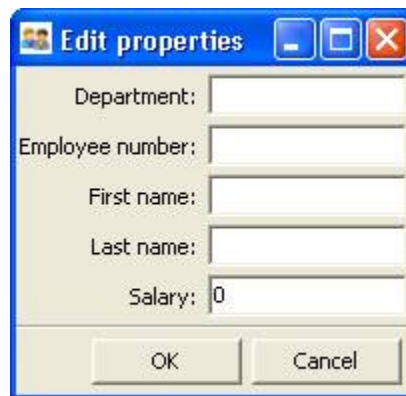 Edit properties
Department:
Employee number:
First name:
Last name:
Salary: 0
OK Cancel